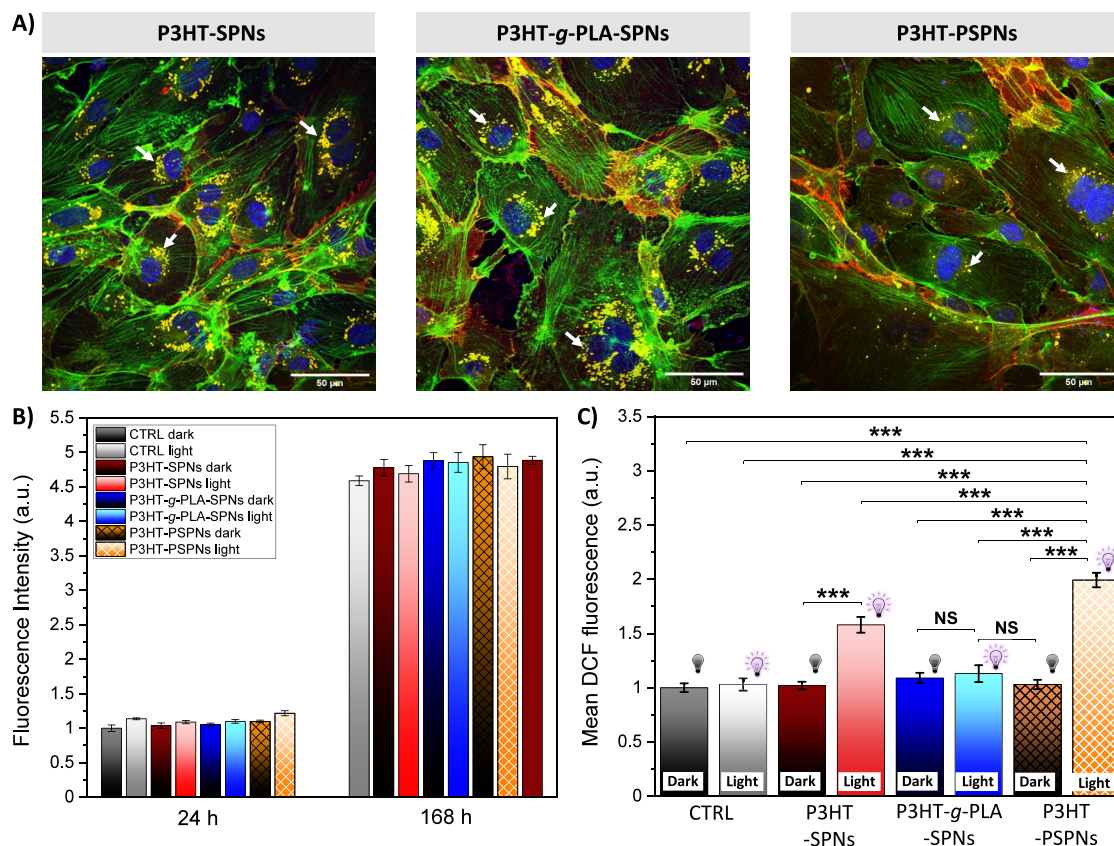 A)
P3HT-SPNs
P3HT-g-PLA-SPNs
P3HT-PSPNs
50 µm
50 µm
50 µm
B)
Fluorescence Intensity (a.u.)
5.5
5
4.5
4
3.5
3
2.5
2
1.5
1
0.5
0
CTRL dark
CTRL light
P3HT-SPNs dark
P3HT-SPNs light
P3HT-g-PLA-SPNs dark
P3HT-g-PLA-SPNs light
P3HT-PSPNs dark
P3HT-PSPNs light
24 h
168 h
C)
Mean DCF fluorescence (a.u.)
3.5
3
2.5
2
1.5
1
0.5
0
***
***
***
***
***
***
***
***
NS
NS
Dark
Light
Dark
Light
Dark
Light
Dark
Light
CTRL
P3HT
-SPNs
P3HT-g-PLA
-SPNs
P3HT
-PSPNs